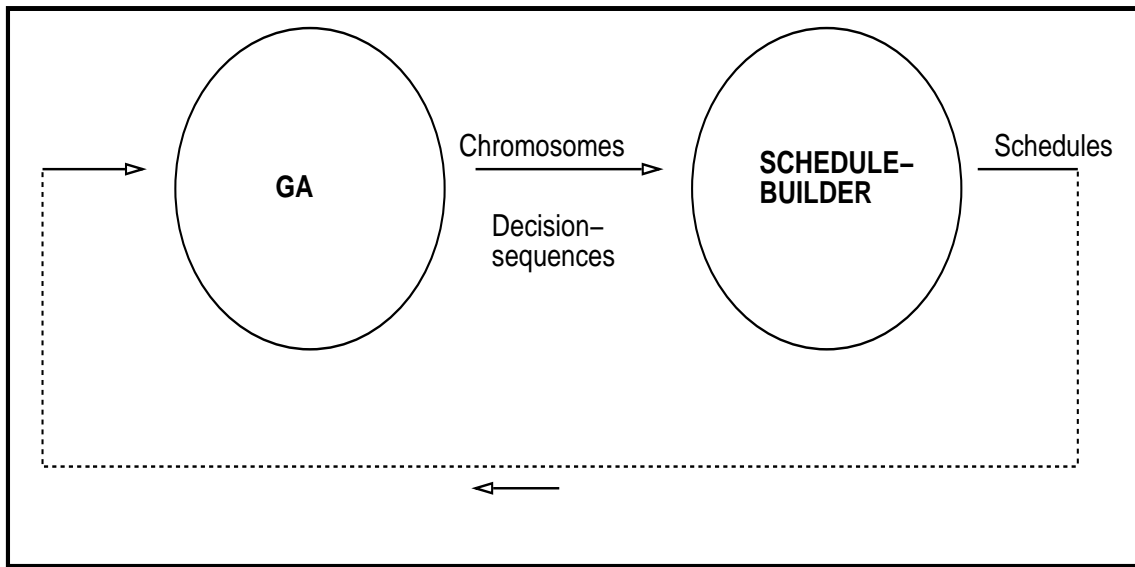 GA
Chromosomes
Decision–
sequences
SCHEDULE–
BUILDER
Schedules